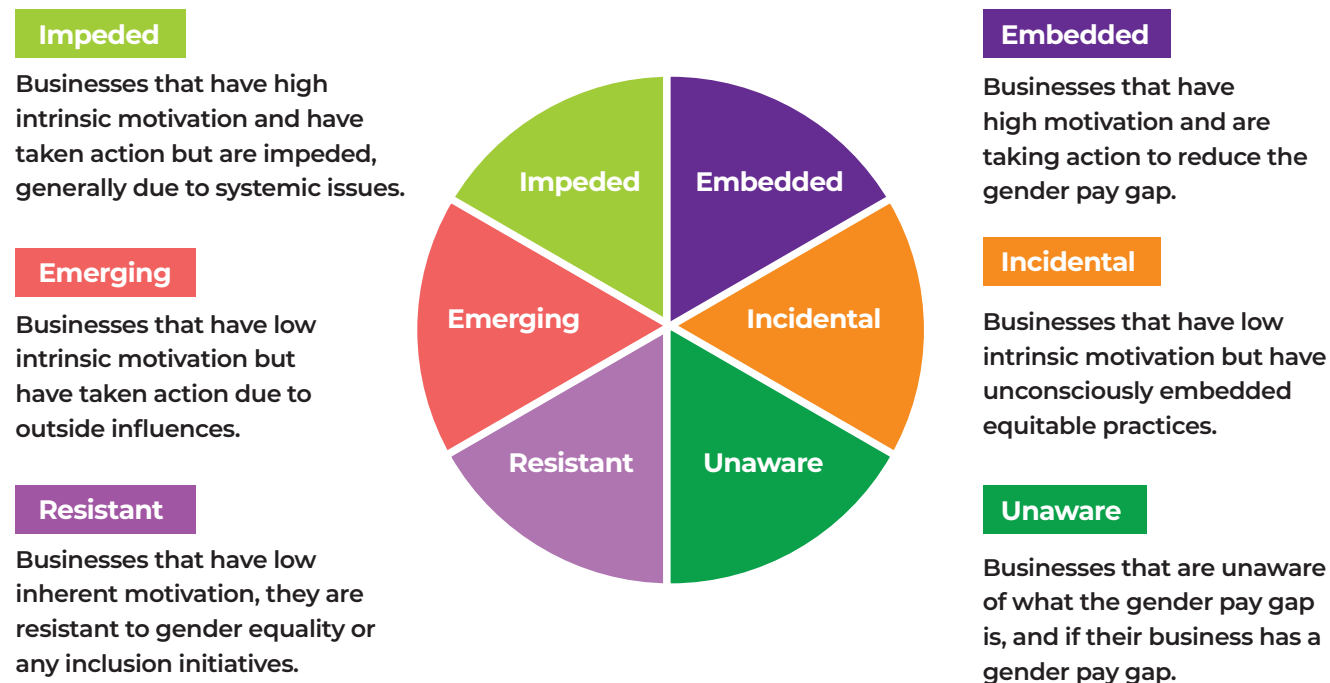 Impeded
Businesses that have high
intrinsic motivation and have
taken action but are impeded,
generally due to systemic issues.
Emerging
Businesses that have low
intrinsic motivation but
have taken action due to
outside influences.
Resistant
Businesses that have low
inherent motivation, they are
resistant to gender equality or
any inclusion initiatives.
Impeded
Embedded
Emerging
Incidental
Resistant
Unaware
Embedded
Businesses that have
high motivation and are
taking action to reduce the
gender pay gap.
Incidental
Businesses that have low
intrinsic motivation but have
unconsciously embedded
equitable practices.
Unaware
Businesses that are unaware
of what the gender pay gap
is, and if their business has a
gender pay gap.